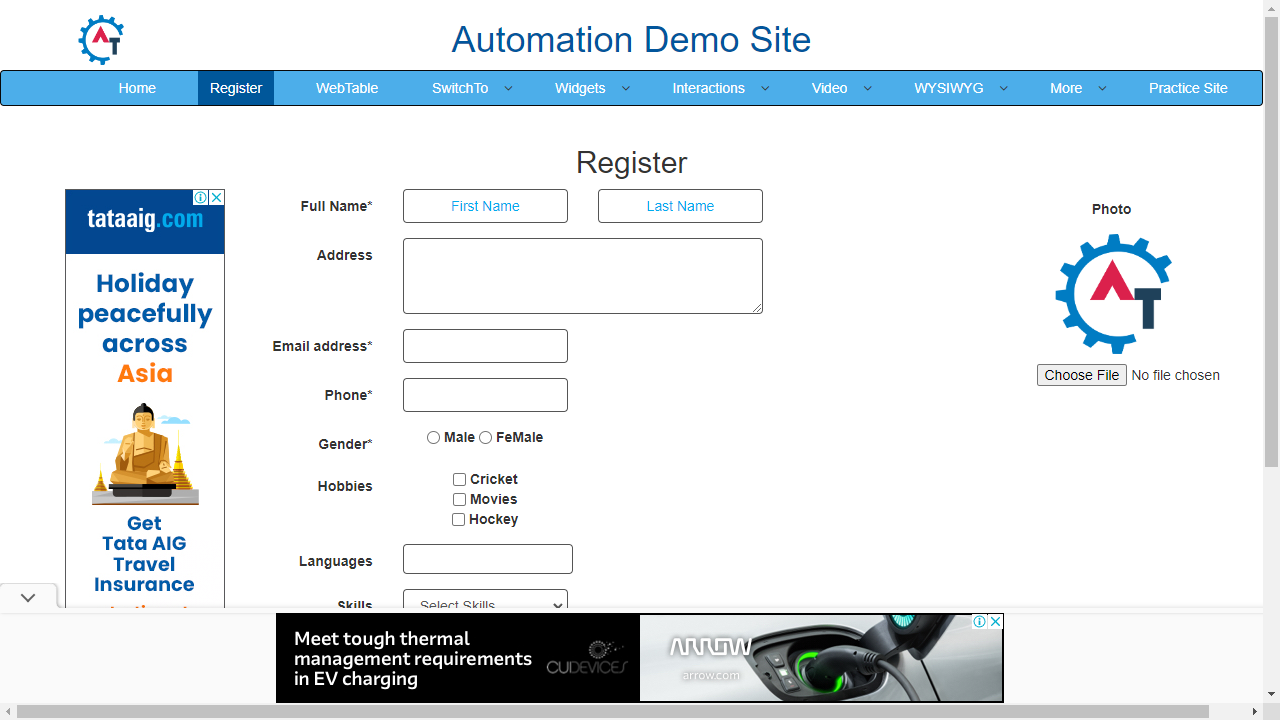 AT
Automation Demo Site
Home Register WebTable SwitchTo Widgets Interactions Video WYSIWYG More Practice Site
Register
tataaig.com
Holiday
peacefully
across
Asia
Get
Tata AIG
Travel
Insurance
Full Name*
First Name
Last Name
Address
Email address*
Phone*
Gender*
Male FeMale
Hobbies
Cricket
Movies
Hockey
Languages
Skills
Select Skills
Photo
AT
Choose File No file chosen
Meet tough thermal
management requirements
in EV charging
CUI DEVICES
ARROW
arrow.com